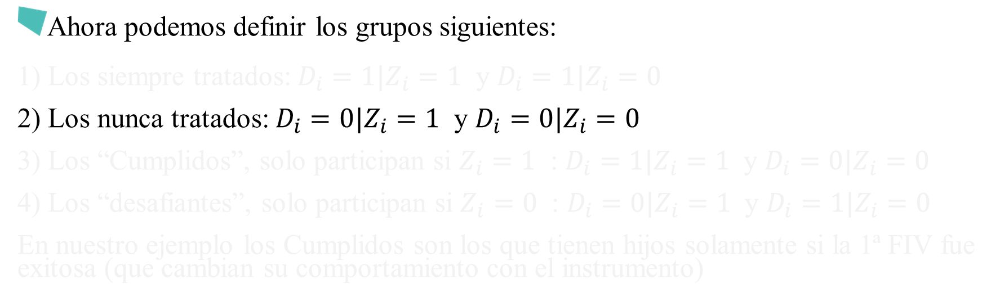 Ahora podemos definir los grupos siguientes:
1) Los siempre tratados: D_i = 1|Z_i = 1 y D_i = 1|Z_i = 0
2) Los nunca tratados: D_i = 0|Z_i = 1 y D_i = 0|Z_i = 0
3) Los “Cumplidos”, solo participan si Z_i = 1 : D_i = 1|Z_i = 1 y D_i = 0|Z_i = 0
4) Los “desafiantes”, solo participan si Z_i = 0 : D_i = 0|Z_i = 1 y D_i = 1|Z_i = 0
En nuestro ejemplo los Cumplidos son los que tienen hijos solamente si la 1ª FIV fue
exitosa (que cambian su comportamiento con el instrumento)